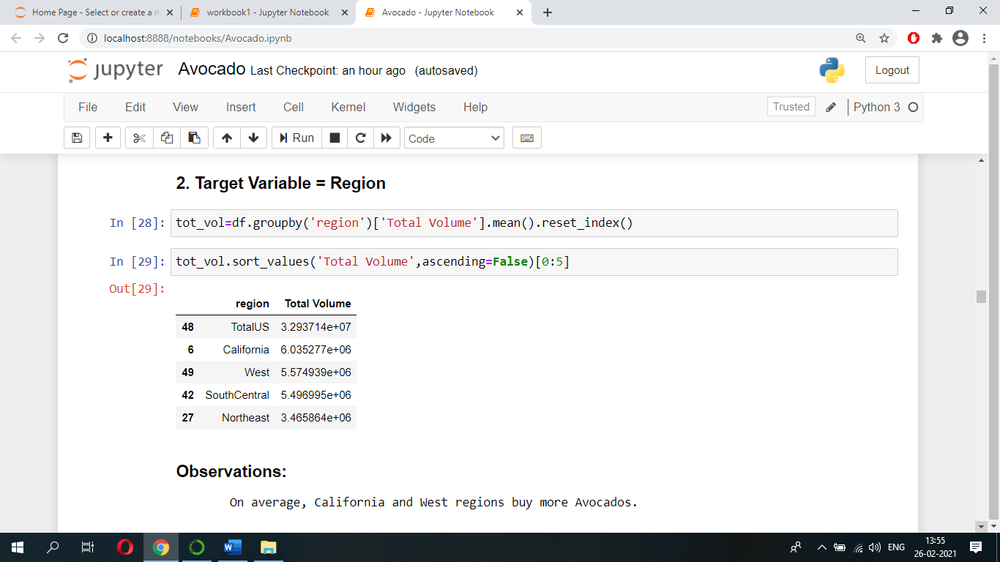 Home Page - Select or create a n
workbook1 - Jupyter Notebook
Avocado - Jupyter Notebook
localhost:8888/notebooks/Avocado.ipynb
jupyter Avocado Last Checkpoint: an hour ago (autosaved)
Logout
File Edit View Insert Cell Kernel Widgets Help
Trusted
Python 3
Run
Code
2. Target Variable = Region
In [28]: tot_vol=df.groupby('region')['Total Volume'].mean().reset_index()
In [29]: tot_vol.sort_values('Total Volume',ascending=False)[0:5]
Out[29]:
region Total Volume
48 TotalUS 3.293714e+07
6 California 6.035277e+06
49 West 5.574939e+06
42 SouthCentral 5.496995e+06
27 Northeast 3.465864e+06
Observations:
On average, California and West regions buy more Avocados.
ENG
13:55
26-02-2021